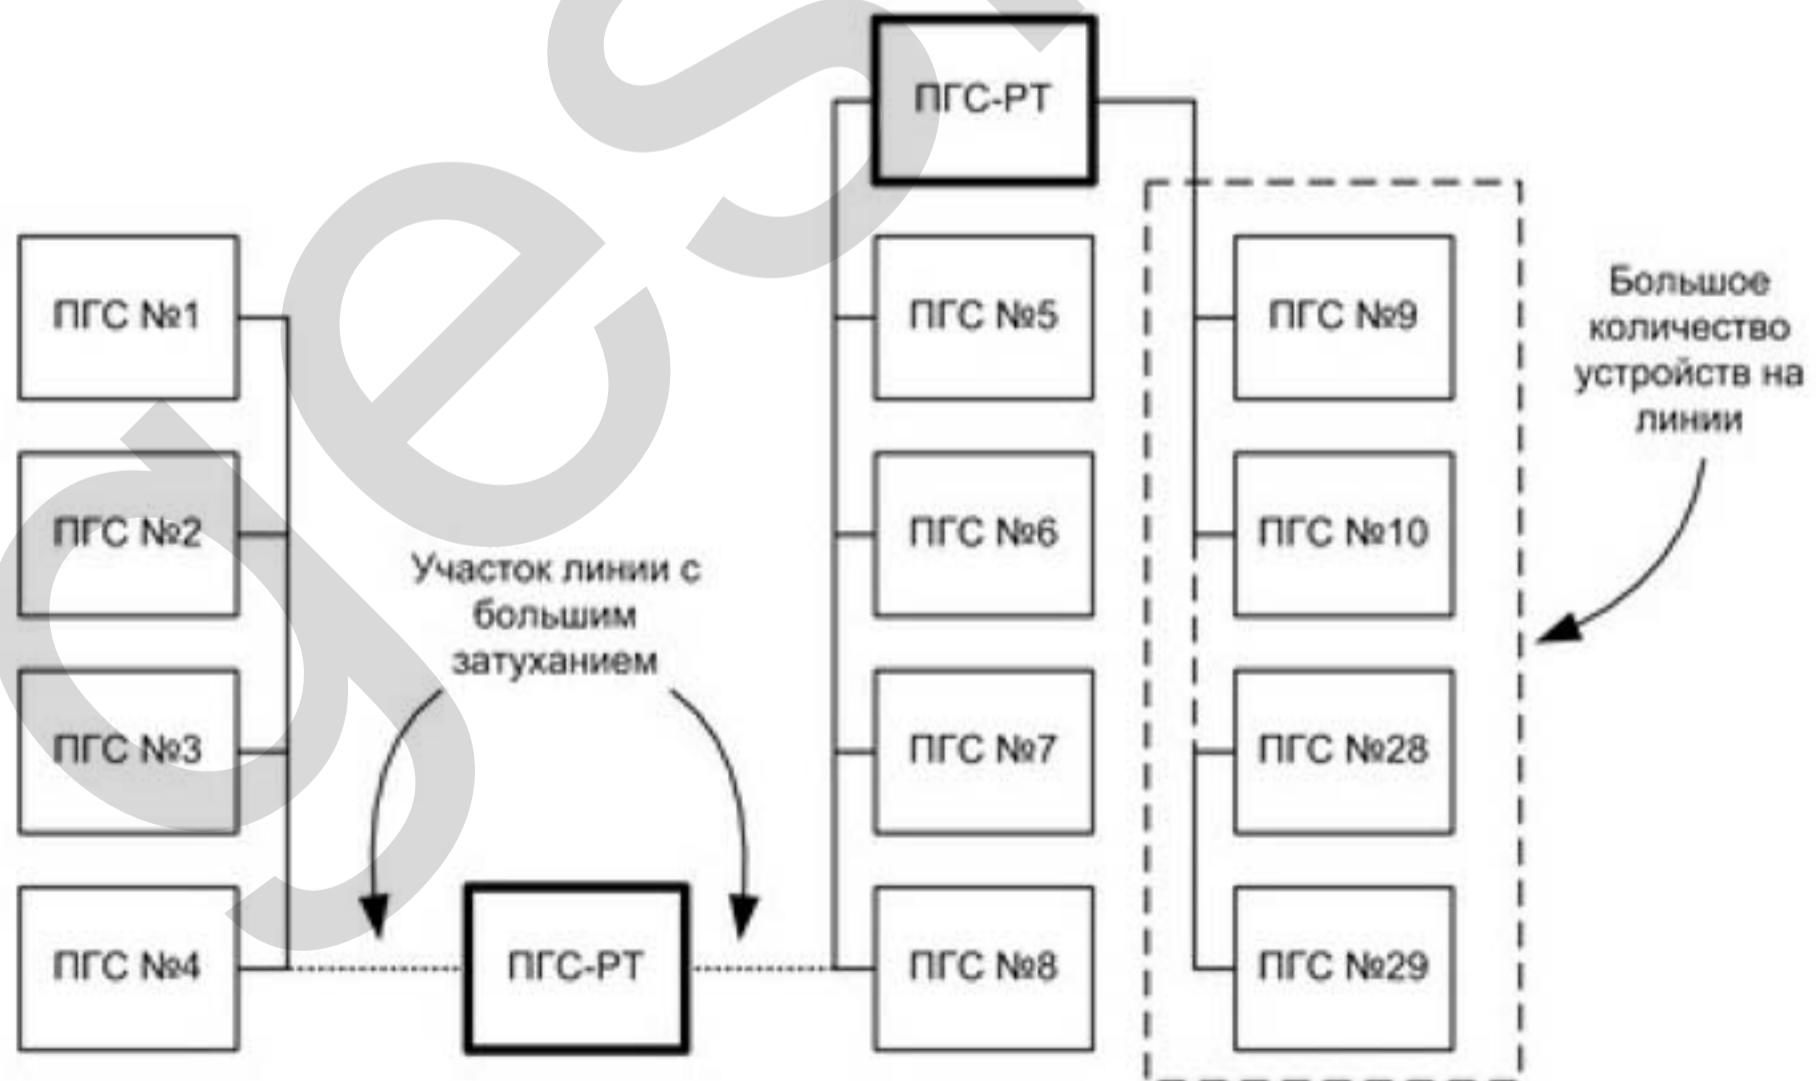 ПГС-РТ
ПГС №1
ПГС №2
ПГС №3
ПГС №4
Участок линии с
большим
затуханием
ПГС-РТ
ПГС №5
ПГС №6
ПГС №7
ПГС №8
ПГС №9
ПГС №10
ПГС №28
ПГС №29
Большое
количество
устройств на
линии
ges